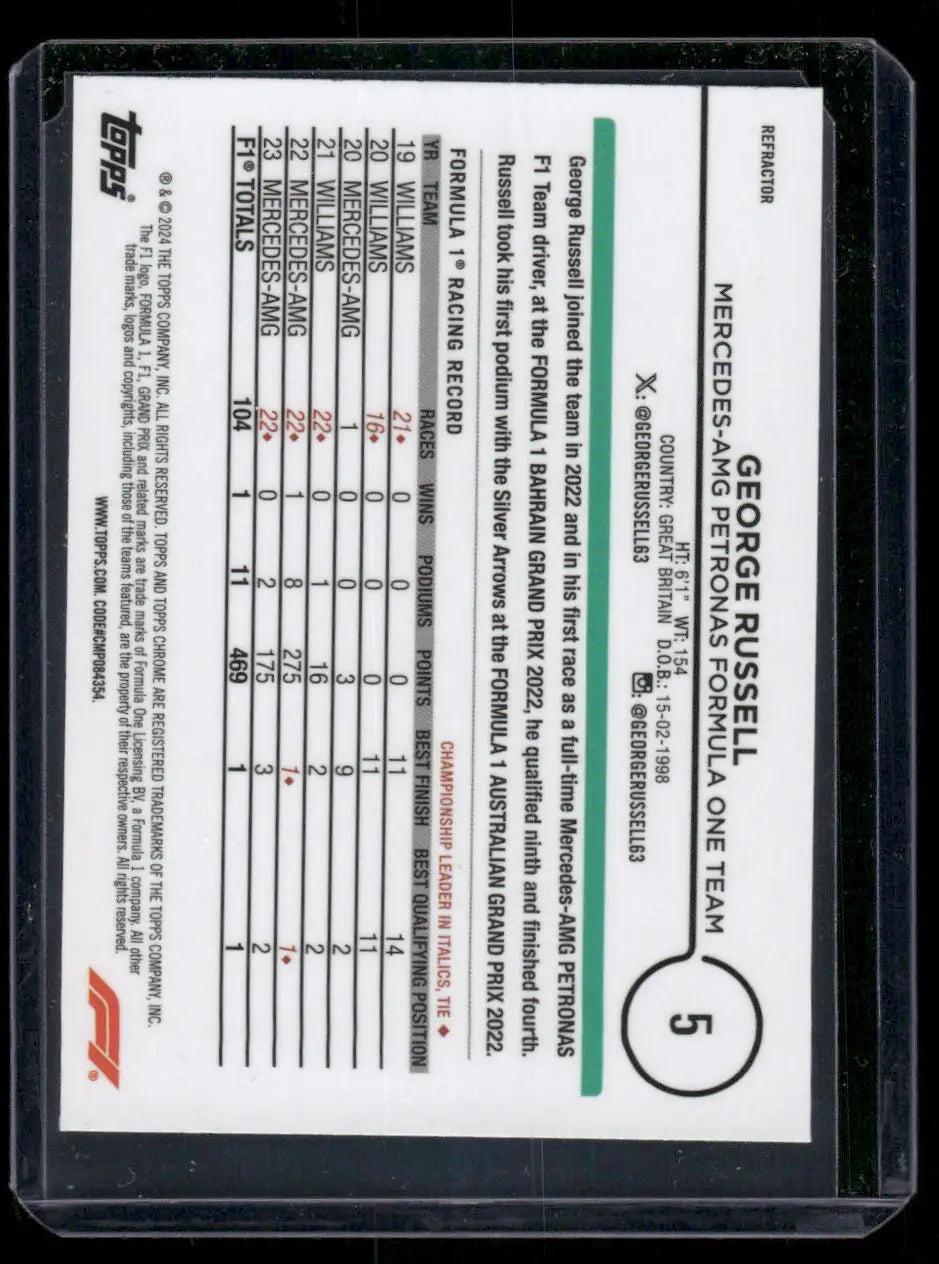 REFRACTOR
GEORGE RUSSELL
MERCEDES-AMG PETRONAS FORMULA ONE TEAM
5
HT: 6'1" WT: 154
COUNTRY: GREAT BRITAIN D.O.B.: 15-02-1998
X: @GEORGERUSSELL63 : @GEORGERUSSELL63
George Russell joined the team in 2022 and in his first race as a full-time Mercedes-AMG PETRONAS
F1 Team driver, at the FORMULA 1 BAHRAIN GRAND PRIX 2022, he qualified ninth and finished fourth.
Russell took his first podium with the Silver Arrows at the FORMULA 1 AUSTRALIAN GRAND PRIX 2022.
FORMULA 1® RACING RECORD CHAMPIONSHIP LEADER IN ITALICS, TIE ♦
YR TEAM RACES WINS PODIUMS POINTS BEST FINISH BEST QUALIFYING POSITION
19 WILLIAMS 21♦ 0 0 0 11 14
20 WILLIAMS 16♦ 0 0 0 11 11
20 MERCEDES-AMG 1 0 0 3 9 2
21 WILLIAMS 22♦ 0 1 16 2 2
22 MERCEDES-AMG 22♦ 1 8 275 1♦ 1♦
23 MERCEDES-AMG 22♦ 0 2 175 3 2
F1® TOTALS 104 1 11 469 1 1
® & © 2024 THE TOPPS COMPANY, INC. ALL RIGHTS RESERVED. TOPPS AND TOPPS CHROME ARE REGISTERED TRADEMARKS OF THE TOPPS COMPANY, INC.
The F1 logo, FORMULA 1, F1, GRAND PRIX and related marks are trade marks of Formula One Licensing BV, a Formula 1 company. All other
trade marks, logos and copyrights, including those of the teams featured, are the property of their respective owners. All rights reserved.
WWW.TOPPS.COM. CODE#CMP084354.
topps®
F1®